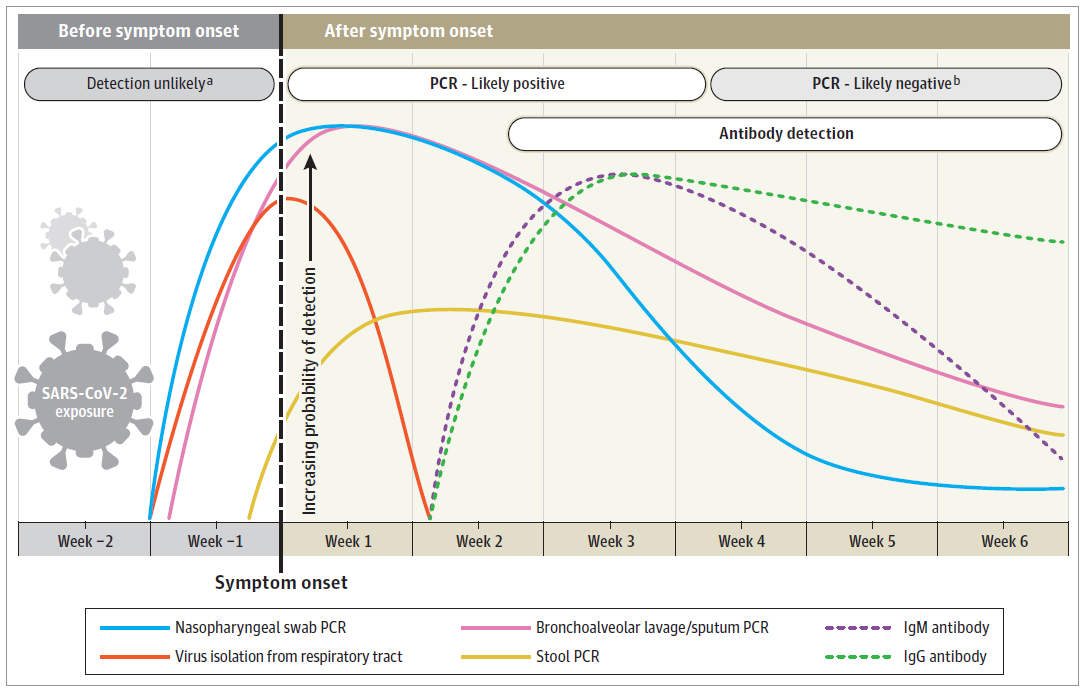 Before symptom onset
After symptom onset
Detection unlikelyᵃ
PCR - Likely positive
PCR - Likely negativeᵇ
Antibody detection
Increasing probability of detection
SARS-CoV-2
exposure
Week −2
Week −1
Week 1
Week 2
Week 3
Week 4
Week 5
Week 6
Symptom onset
Nasopharyngeal swab PCR
Bronchoalveolar lavage/sputum PCR
IgM antibody
Virus isolation from respiratory tract
Stool PCR
IgG antibody